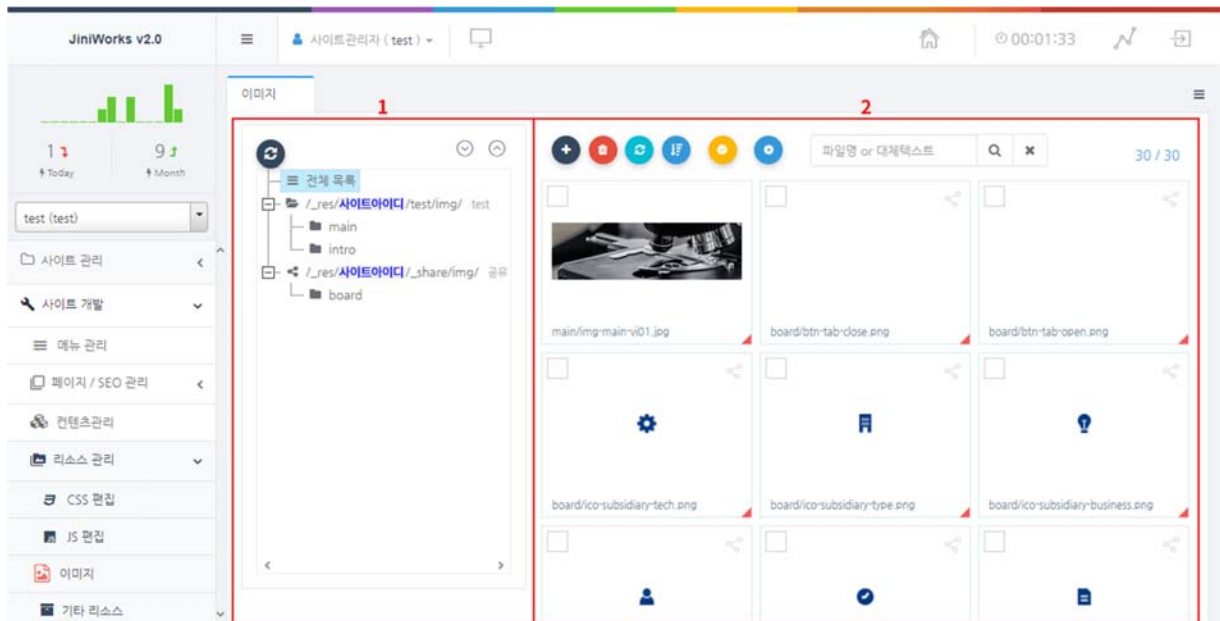 JiniWorks v2.0
사이트관리자 ( test )
00:01:33
1
9
Today
Month
test (test)
사이트 관리
사이트 개발
메뉴 관리
페이지 / SEO 관리
컨텐츠관리
리소스 관리
CSS 편집
JS 편집
이미지
기타 리소스
이미지
1
전체 목록
/_res/사이트아이디/test/img/ test
main
intro
/_res/사이트아이디/_share/img/ 공유
board
2
파일명 or 대체텍스트
30 / 30
main/img-main-vi01.jpg
board/btn-tab-close.png
board/btn-tab-open.png
board/ico-subsidiary-tech.png
board/ico-subsidiary-type.png
board/ico-subsidiary-business.png